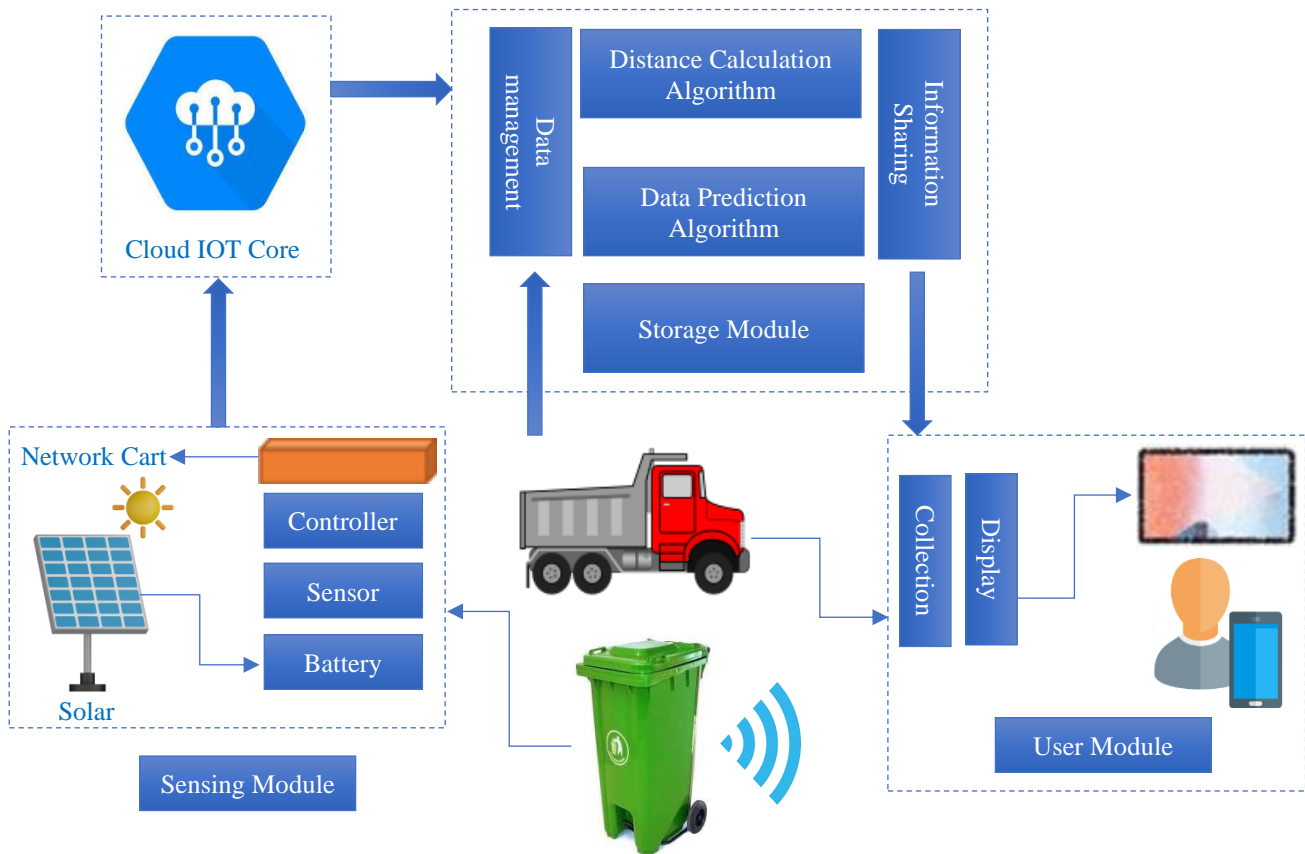 Cloud IOT Core
Data
management
Distance Calculation
Algorithm
Data Prediction
Algorithm
Storage Module
Information
Sharing
Network Cart
Controller
Sensor
Battery
Solar
Sensing Module
Collection
Display
User Module